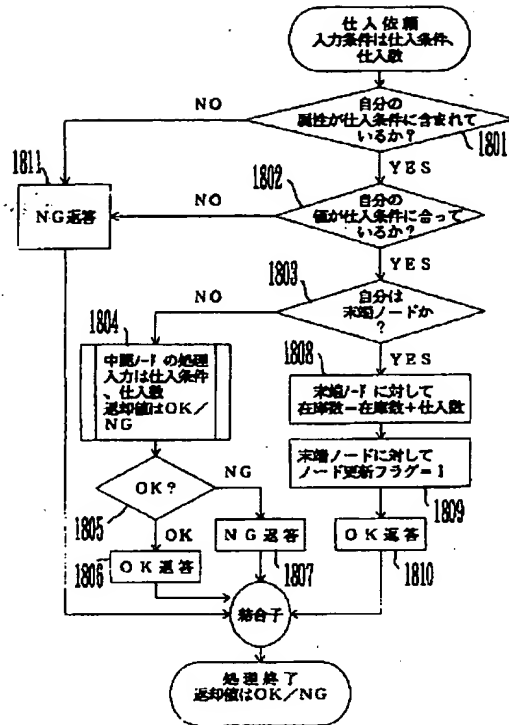 仕入依頼
入力条件は仕入条件、
仕入数
自分の
属性が仕入条件に含まれて
いるか?
1801
NO
YES
1811
NG返答
1802
自分の
値が仕入条件に合って
いるか?
NO
YES
1803
自分は
末端ノードか
?
NO
YES
1804
中間ノードの処理
入力は仕入条件
、仕入数
返却値はOK/
NG
1808
末端ノードに対して
在庫数=在庫数+仕入数
末端ノードに対して
ノード更新フラグ=1
1809
OK?
1805
NG
OK
OK返答
1806
NG返答
1807
OK返答
1810
結合子
処理終了
返却値はOK/NG